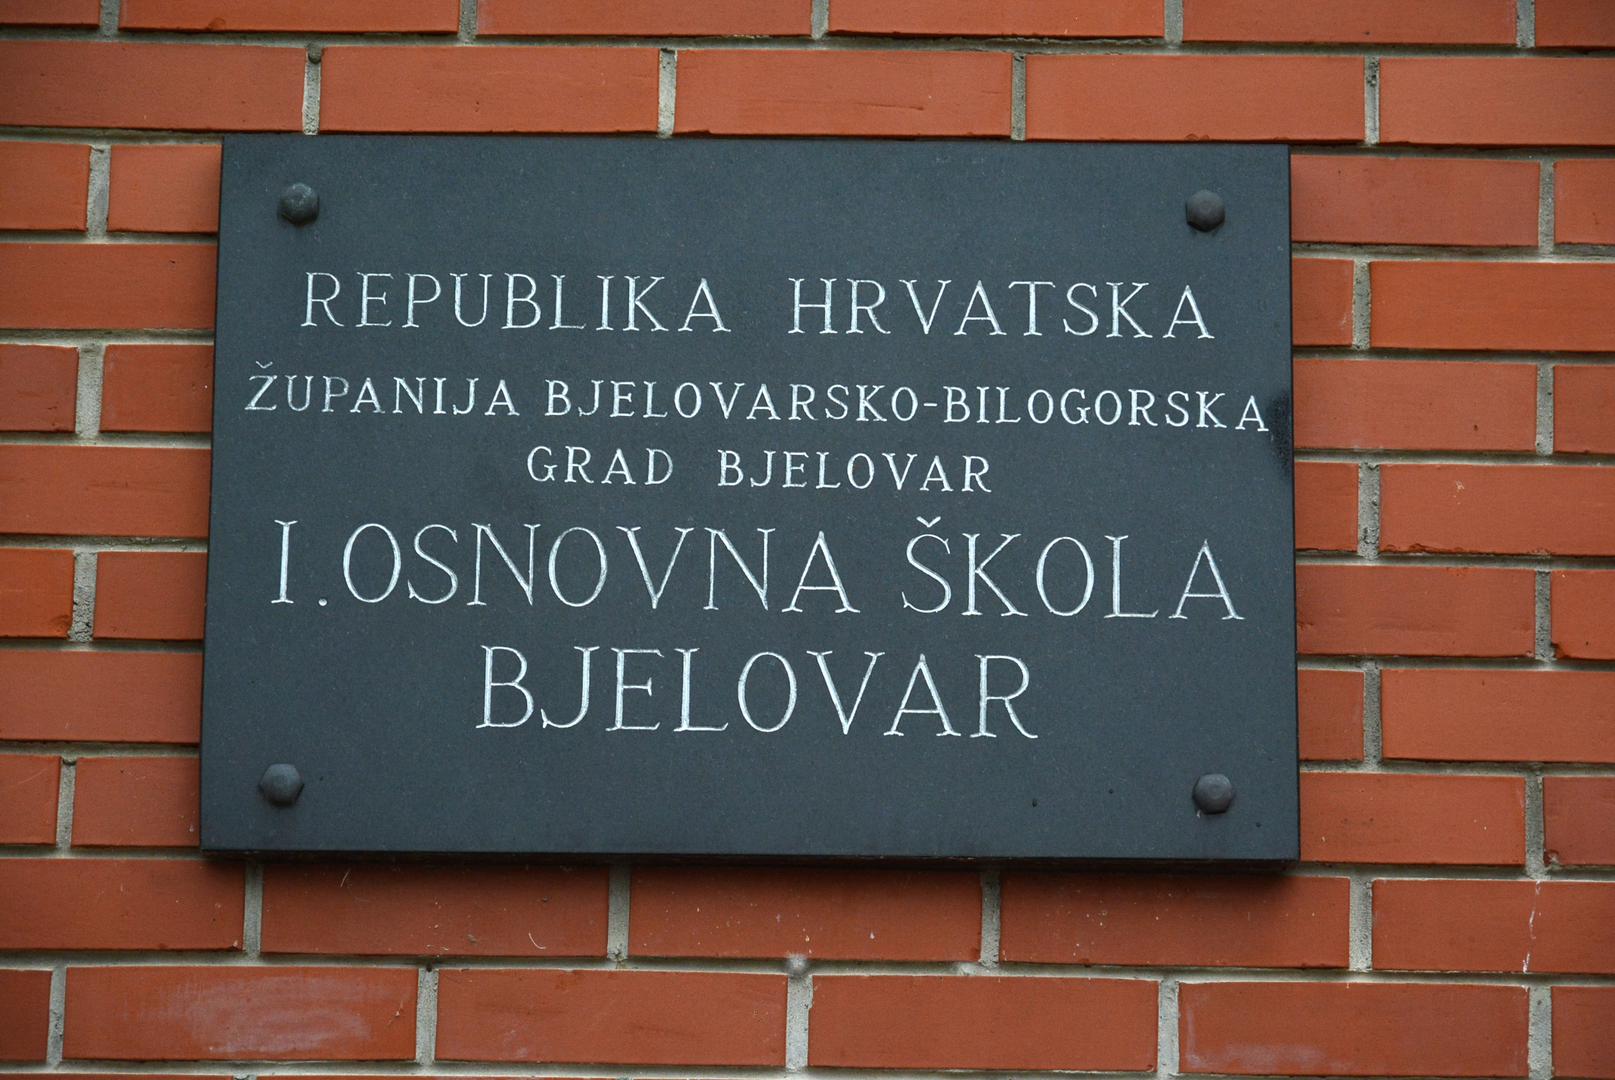 REPUBLIKA HRVATSKA
ŽUPANIJA BJELOVARSKO-BILOGORSKA
GRAD BJELOVAR
I. OSNOVNA ŠKOLA
BJELOVAR